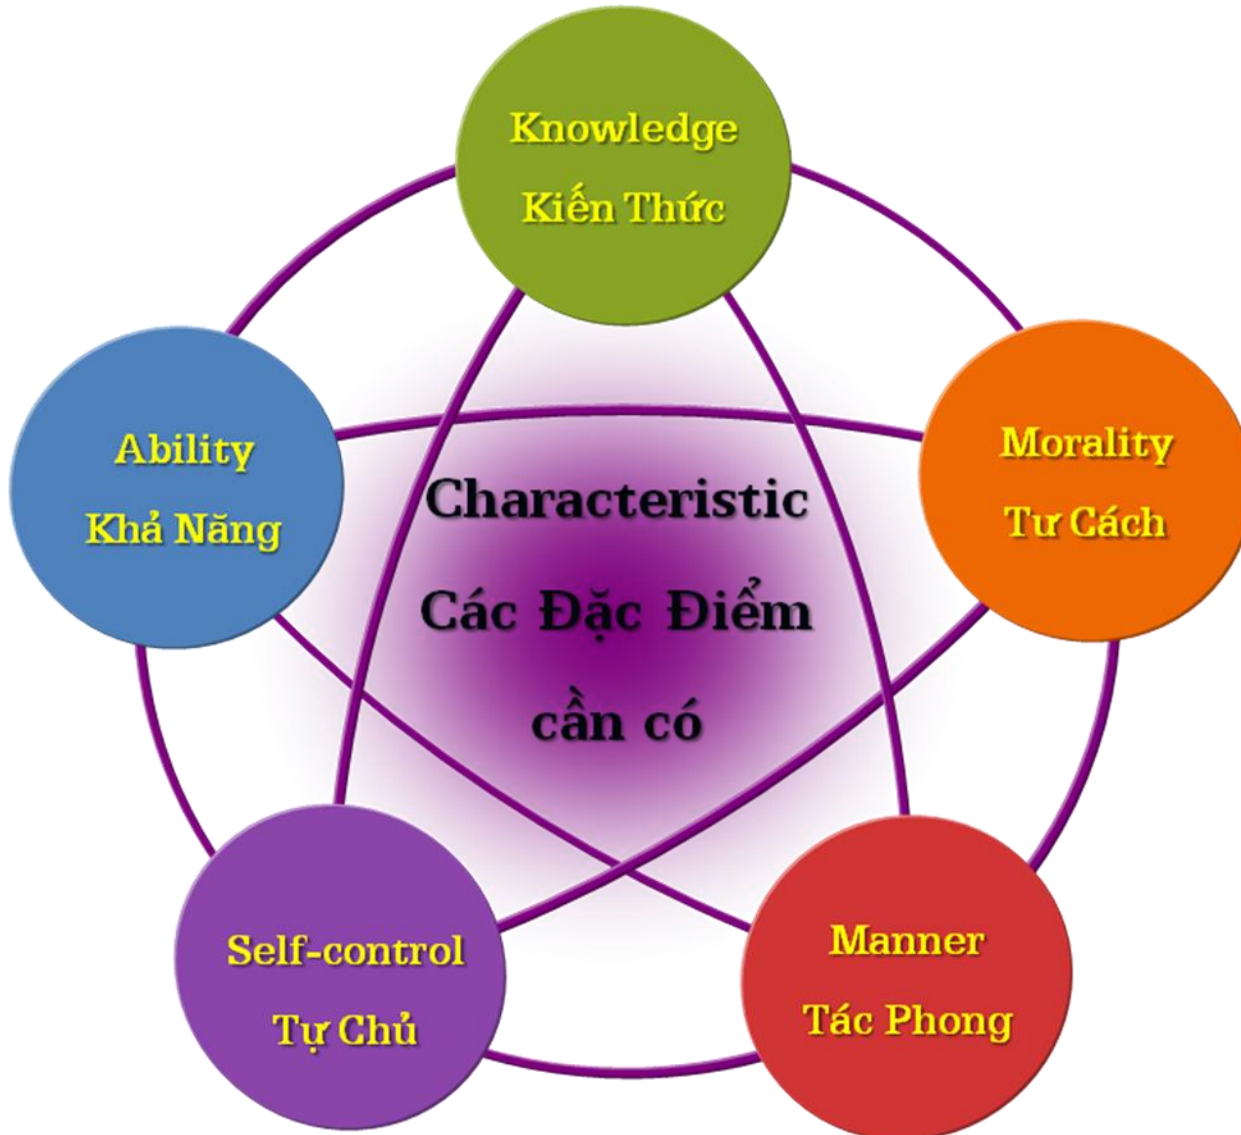 Knowledge
Kiến Thức
Ability
Khả Năng
Morality
Tư Cách
Characteristic
Các Đặc Điểm
cần có
Self-control
Tự Chủ
Manner
Tác Phong